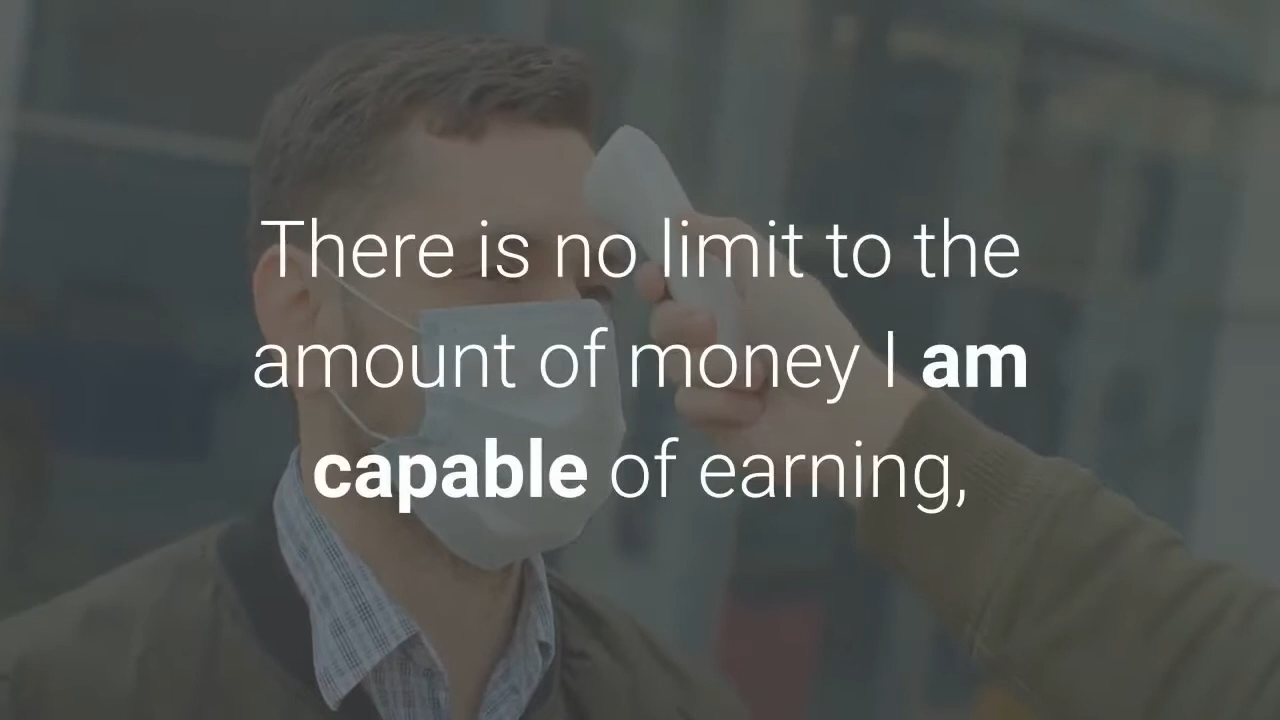 There is no limit to the
amount of money I am
capable of earning,